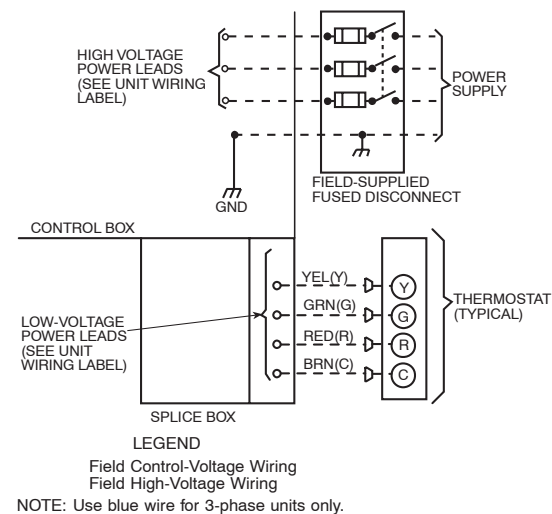 HIGH VOLTAGE
POWER LEADS
(SEE UNIT WIRING
LABEL)
POWER
SUPPLY
GND
FIELD-SUPPLIED
FUSED DISCONNECT
CONTROL BOX
YEL(Y)
Y
GRN(G)
G
RED(R)
R
BRN(C)
C
THERMOSTAT
(TYPICAL)
LOW-VOLTAGE
POWER LEADS
(SEE UNIT
WIRING LABEL)
SPLICE BOX
LEGEND
Field Control-Voltage Wiring
Field High-Voltage Wiring
NOTE: Use blue wire for 3-phase units only.